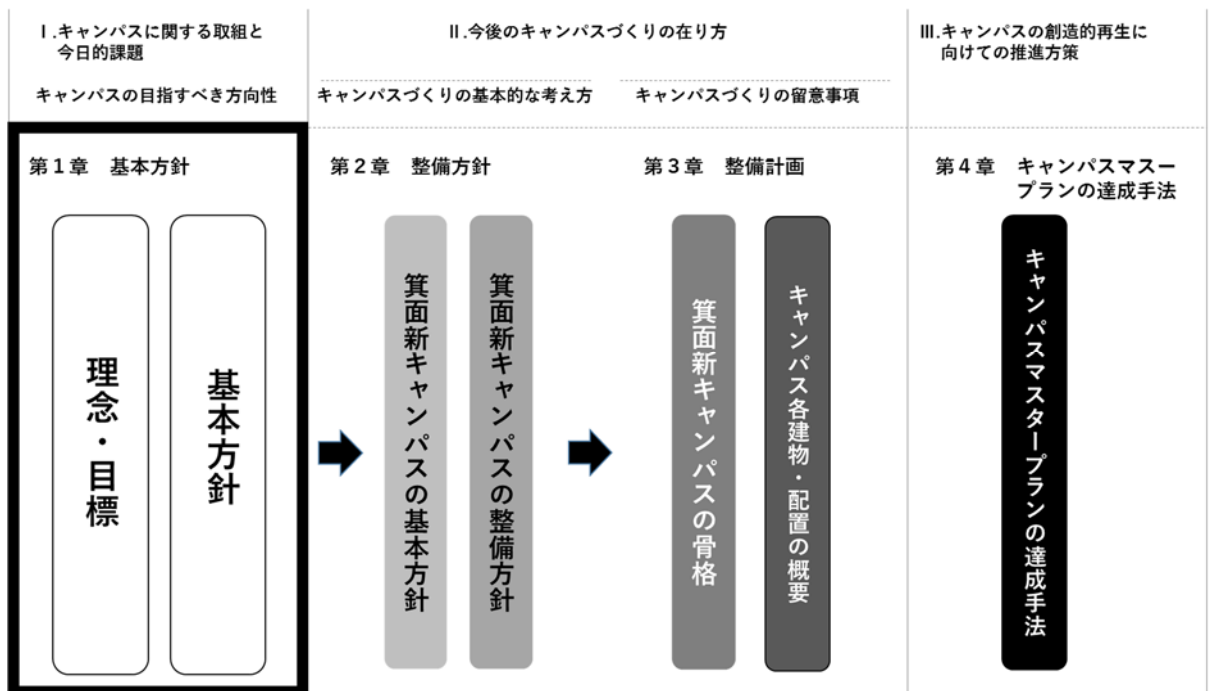 Ⅰ.キャンパスに関する取組と
今日的課題
キャンパスの目指すべき方向性
Ⅱ.今後のキャンパスづくりの在り方
キャンパスづくりの基本的な考え方
キャンパスづくりの留意事項
Ⅲ.キャンパスの創造的再生に
向けての推進方策
第１章 基本方針
理念・目標
基本方針
第２章 整備方針
箕面新キャンパスの基本方針
箕面新キャンパスの整備方針
第３章 整備計画
箕面新キャンパスの骨格
キャンパス各建物・配置の概要
第４章 キャンパスマスー
プランの達成手法
キャンパスマスタープランの達成手法